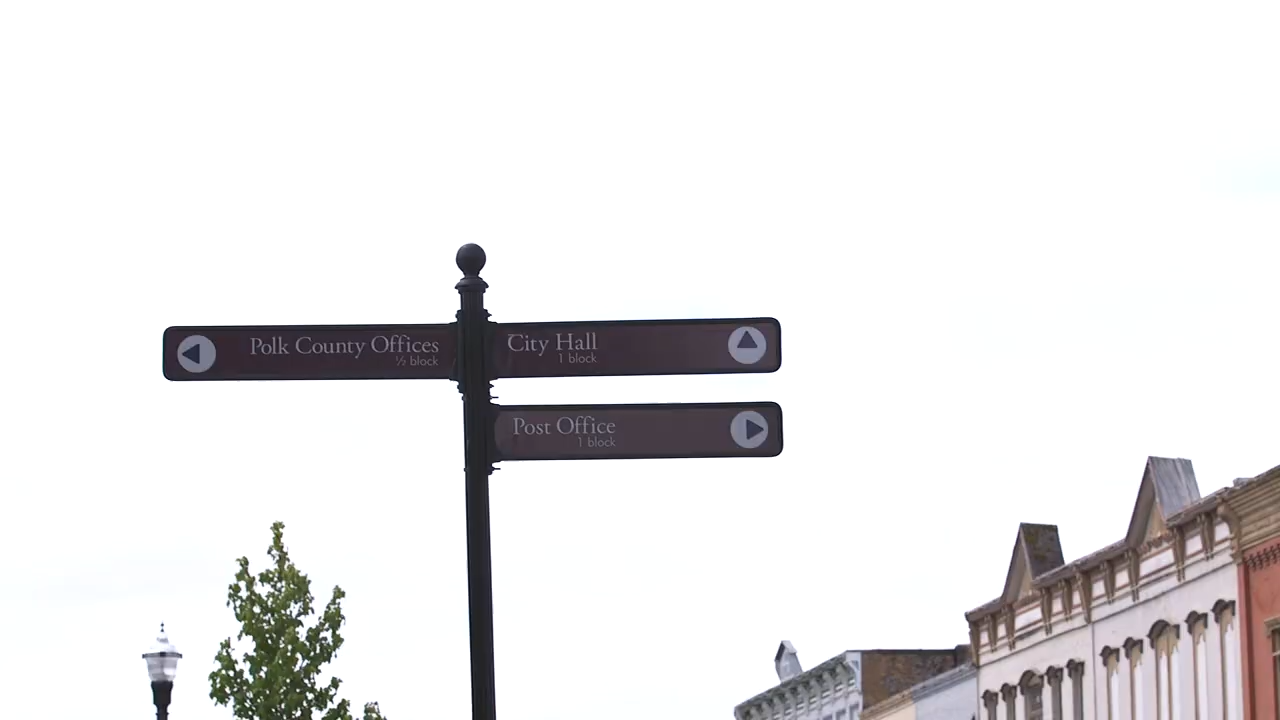 Polk County Offices
½ block
City Hall
1 block
Post Office
1 block